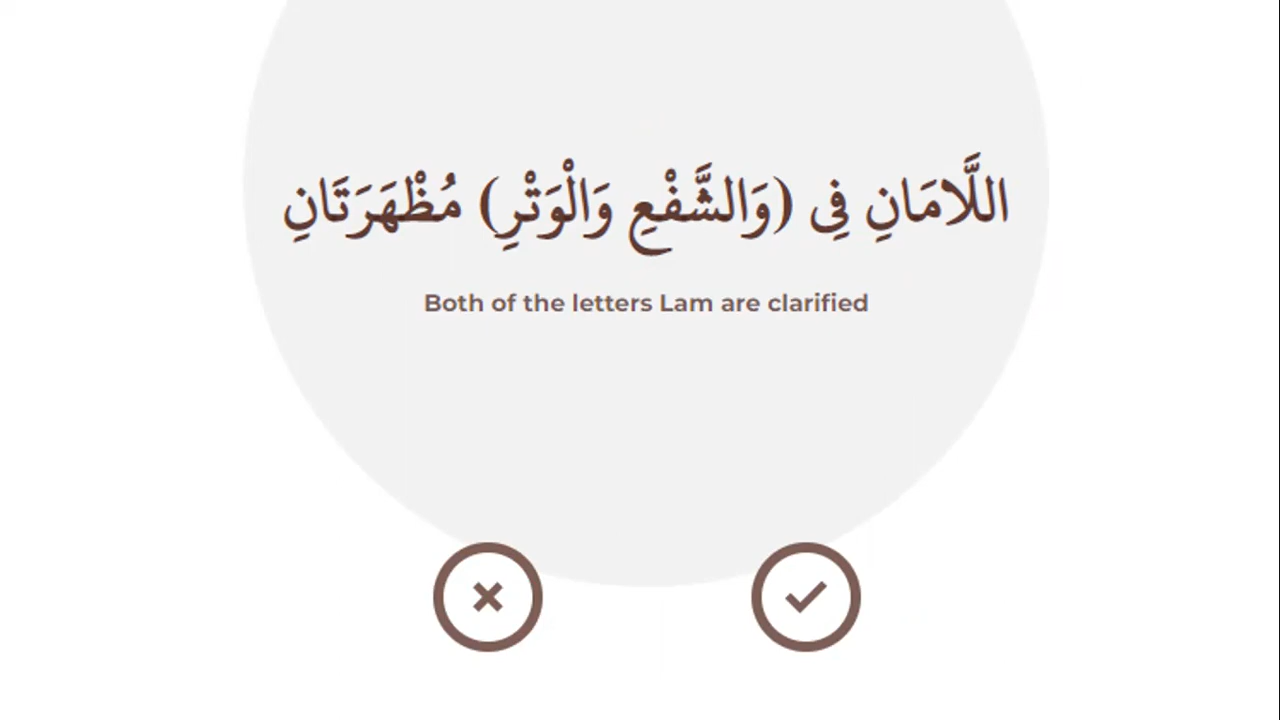 اللَّامَانِ فِى (وَالشَّفْعِ وَالْوَتْرِ) مُظْهَرَتَانِ
Both of the letters Lam are clarified